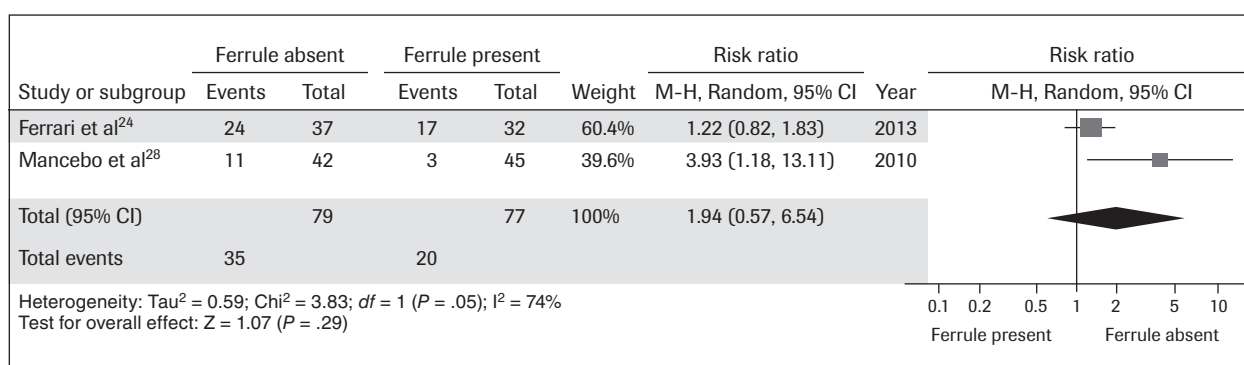 Ferrule absent Ferrule present Risk ratio Risk ratio
Study or subgroup Events Total Events Total Weight M-H, Random, 95% CI Year M-H, Random, 95% CI
Ferrari et al24 24 37 17 32 60.4% 1.22 (0.82, 1.83) 2013
Mancebo et al28 11 42 3 45 39.6% 3.93 (1.18, 13.11) 2010
Total (95% CI) 79 77 100% 1.94 (0.57, 6.54)
Total events 35 20
Heterogeneity: Tau2 = 0.59; Chi2 = 3.83; df = 1 (P = .05); I2 = 74%
Test for overall effect: Z = 1.07 (P = .29)
0.1 0.2 0.5 1 2 5 10
Ferrule present Ferrule absent